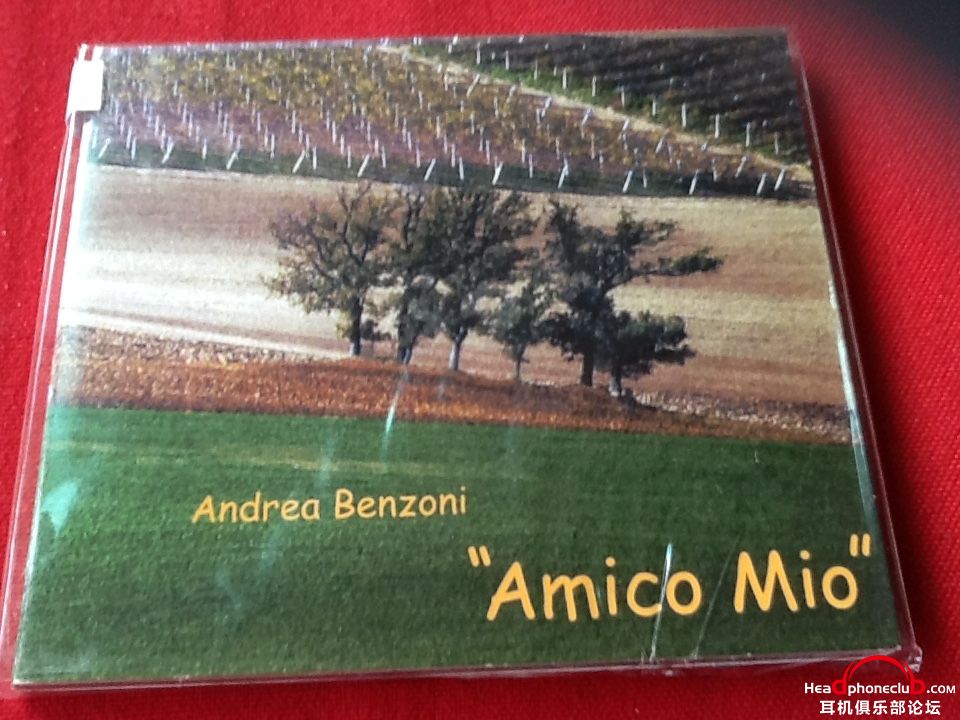 Andrea Benzoni
"Amico Mio"
Headphoneclub.com
耳机俱乐部论坛